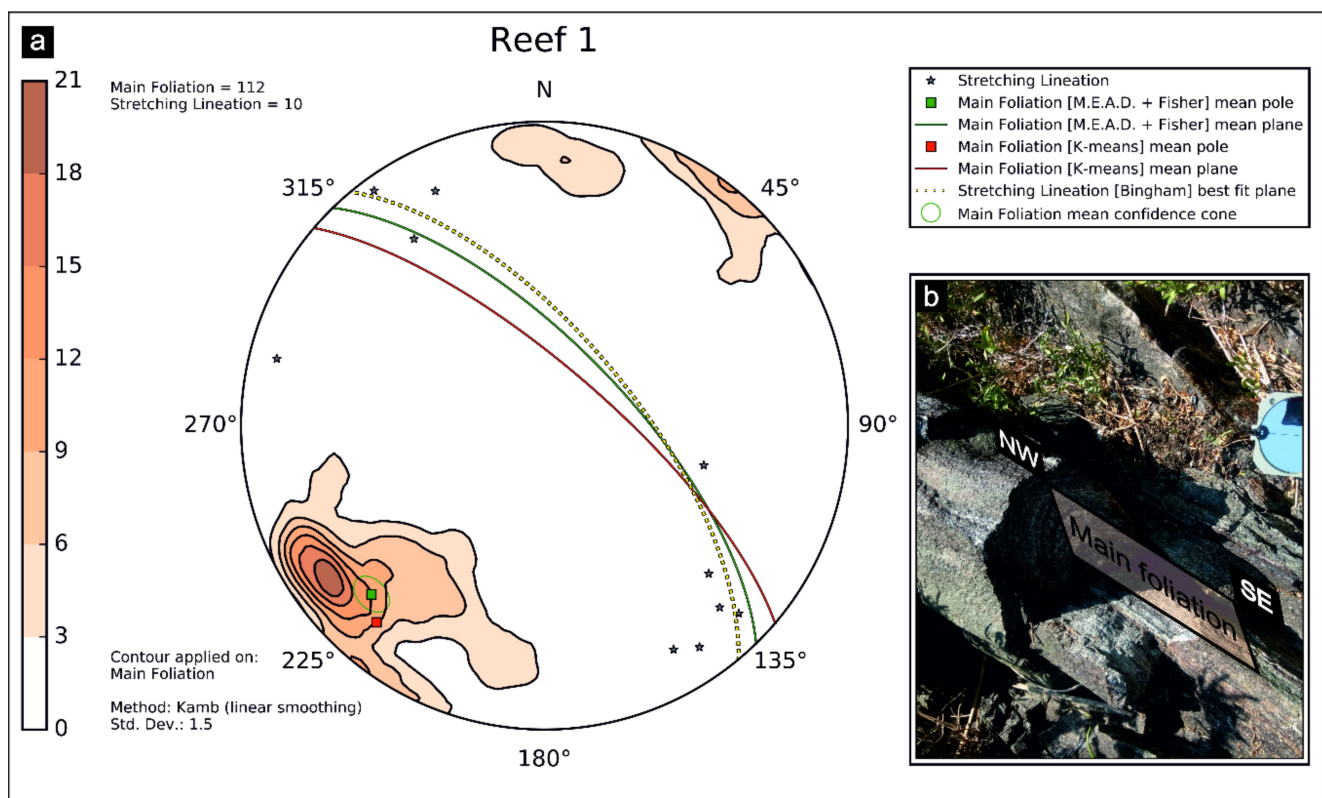 a
Reef 1
21
18
15
12
9
6
3
0
Main Foliation = 112
Stretching Lineation = 10
N
45°
90°
135°
180°
225°
270°
315°
Contour applied on:
Main Foliation
Method: Kamb (linear smoothing)
Std. Dev.: 1.5
Stretching Lineation
Main Foliation [M.E.A.D. + Fisher] mean pole
Main Foliation [M.E.A.D. + Fisher] mean plane
Main Foliation [K-means] mean pole
Main Foliation [K-means] mean plane
Stretching Lineation [Bingham] best fit plane
Main Foliation mean confidence cone
b
NW
Main foliation
SE